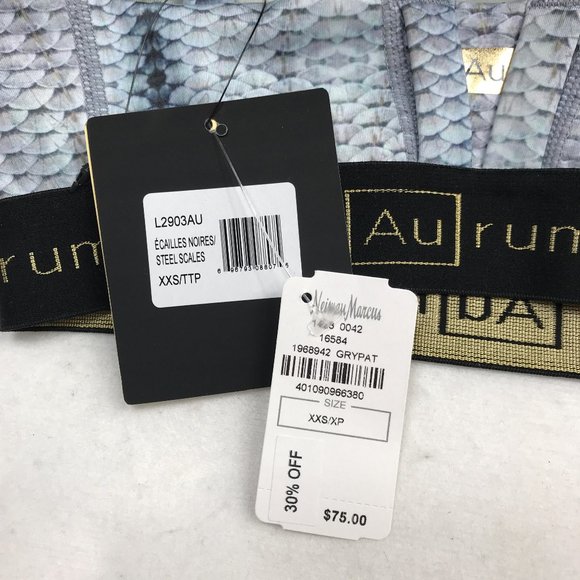 Au
L2903AU
ÉCAILLES NOIRES/
STEEL SCALES
XXS/TTP
rum
Au rum
Au
Neiman Marcus
0042
16584
1968942 GRYPAT
401090966380
SIZE
XXS/XP
30% OFF
$75.00